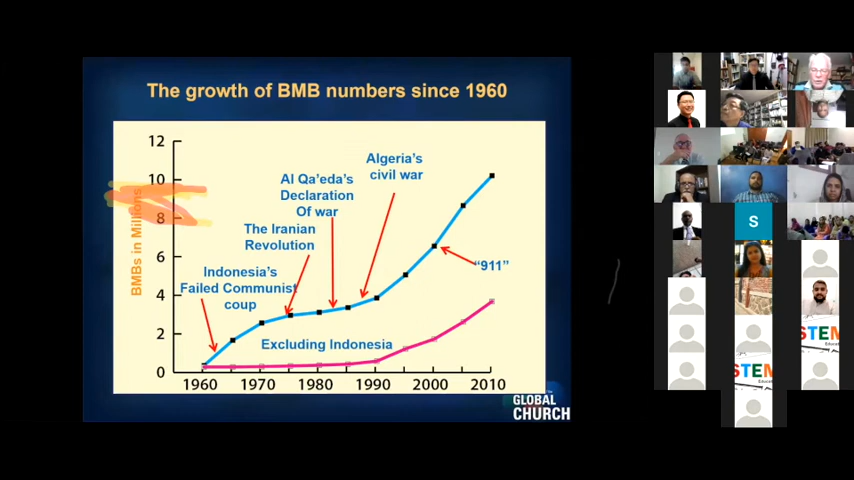 The growth of BMB numbers since 1960
12
10
8
6
4
2
0
BMBs in Millions
Algeria's
civil war
Al Qa'eda's
Declaration
Of war
The Iranian
Revolution
Indonesia's
Failed Communist
coup
"911"
Excluding Indonesia
1960 1970 1980 1990 2000 2010
GLOBAL
CHURCH
S
STEM
STEM